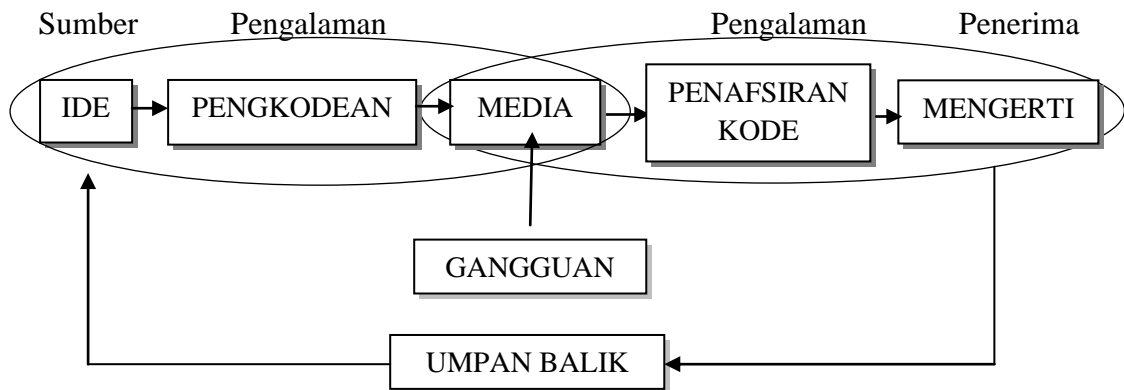 Sumber Pengalaman Pengalaman Penerima
IDE PENGKODEAN MEDIA PENAFSIRAN KODE MENGERTI
GANGGUAN
UMPAN BALIK